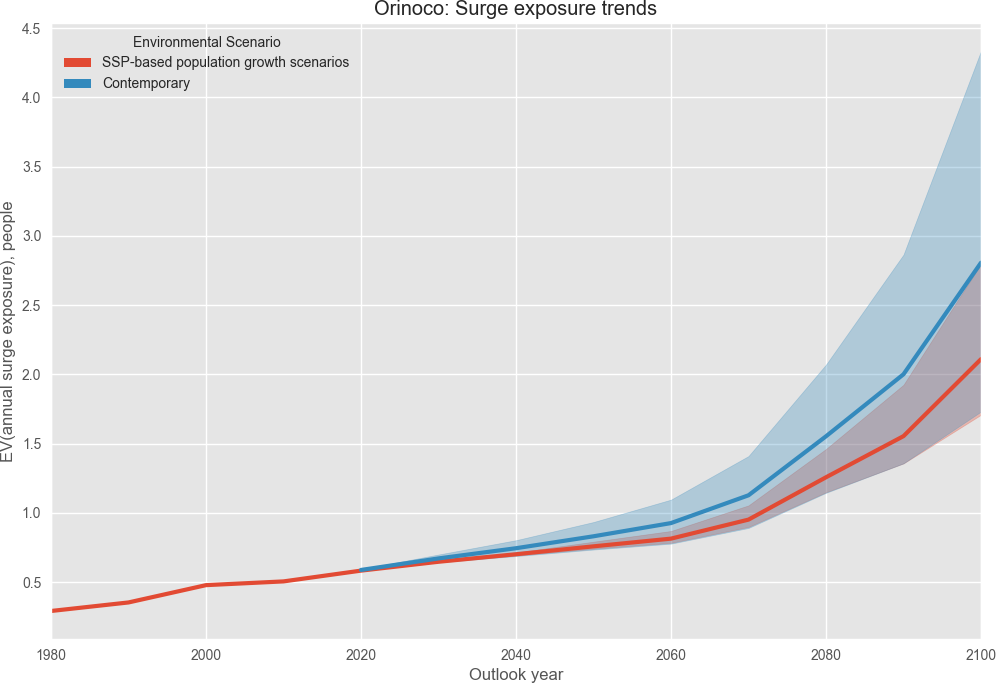 Orinoco: Surge exposure trends
Environmental Scenario
SSP-based population growth scenarios
Contemporary
EV(annual surge exposure), people
4.5
4.0
3.5
3.0
2.5
2.0
1.5
1.0
0.5
1980 2000 2020 2040 2060 2080 2100
Outlook year